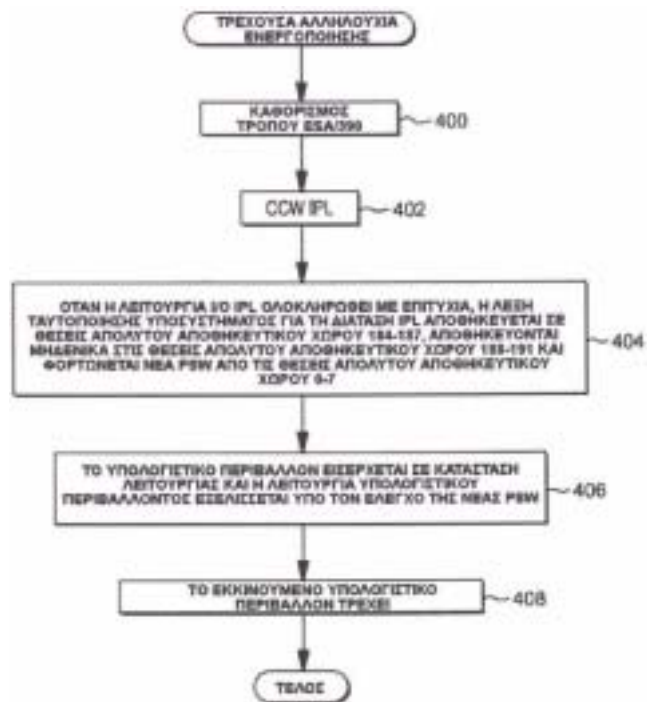 ΤΡΕΧΟΥΣΑ ΑΛΛΗΛΟΥΧΙΑ
ΕΝΕΡΓΟΠΟΙΗΣΗΣ
ΚΑΘΟΡΙΣΜΟΣ
ΤΡΟΠΟΥ ESA/390
400
CCW IPL
402
ΟΤΑΝ Η ΛΕΙΤΟΥΡΓΙΑ I/O IPL ΟΛΟΚΛΗΡΩΘΕΙ ΜΕ ΕΠΙΤΥΧΙΑ, Η ΛΕΞΗ
ΤΑΥΤΟΠΟΙΗΣΗΣ ΥΠΟΣΥΣΤΗΜΑΤΟΣ ΓΙΑ ΤΗ ΔΙΑΤΑΞΗ IPL ΑΠΟΘΗΚΕΥΕΤΑΙ ΣΕ
ΘΕΣΕΙΣ ΑΠΟΛΥΤΟΥ ΑΠΟΘΗΚΕΥΤΙΚΟΥ ΧΩΡΟΥ 184-187, ΑΠΟΘΗΚΕΥΟΝΤΑΙ
ΜΗΔΕΝΙΚΑ ΣΤΙΣ ΘΕΣΕΙΣ ΑΠΟΛΥΤΟΥ ΑΠΟΘΗΚΕΥΤΙΚΟΥ ΧΩΡΟΥ 188-191 ΚΑΙ
ΦΟΡΤΩΝΕΤΑΙ ΝΕΑ PSW ΑΠΟ ΤΙΣ ΘΕΣΕΙΣ ΑΠΟΛΥΤΟΥ ΑΠΟΘΗΚΕΥΤΙΚΟΥ
ΧΩΡΟΥ 0-7
404
ΤΟ ΥΠΟΛΟΓΙΣΤΙΚΟ ΠΕΡΙΒΑΛΛΟΝ ΕΙΣΕΡΧΕΤΑΙ ΣΕ ΚΑΤΑΣΤΑΣΗ
ΛΕΙΤΟΥΡΓΙΑΣ ΚΑΙ Η ΛΕΙΤΟΥΡΓΙΑ ΥΠΟΛΟΓΙΣΤΙΚΟΥ
ΠΕΡΙΒΑΛΛΟΝΤΟΣ ΕΞΕΛΙΣΣΕΤΑΙ ΥΠΟ ΤΟΝ ΕΛΕΓΧΟ ΤΗΣ ΝΕΑΣ PSW
406
ΤΟ ΕΚΚΙΝΟΥΜΕΝΟ ΥΠΟΛΟΓΙΣΤΙΚΟ
ΠΕΡΙΒΑΛΛΟΝ ΤΡΕΧΕΙ
408
ΤΕΛΟΣ